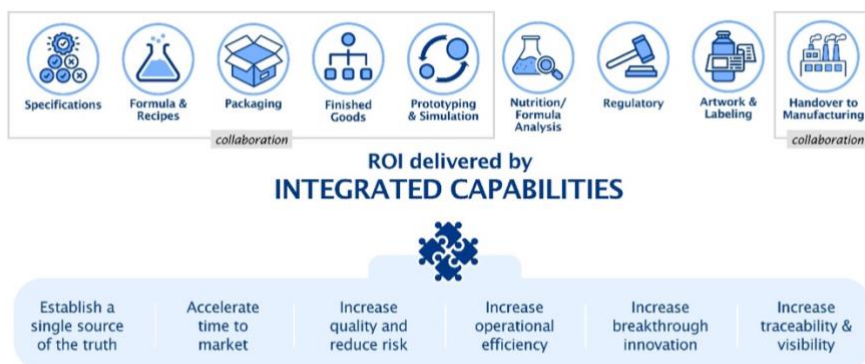 Specifications
Formula &
Recipes
Packaging
Finished
Goods
Prototyping
& Simulation
Nutrition/
Formula
Analysis
Regulatory
Artwork &
Labeling
Handover to
Manufacturing
collaboration
collaboration
ROI delivered by
INTEGRATED CAPABILITIES
Establish a
single source
of the truth
Accelerate
time to
market
Increase
quality and
reduce risk
Increase
operational
efficiency
Increase
breakthrough
innovation
Increase
traceability &
visibility